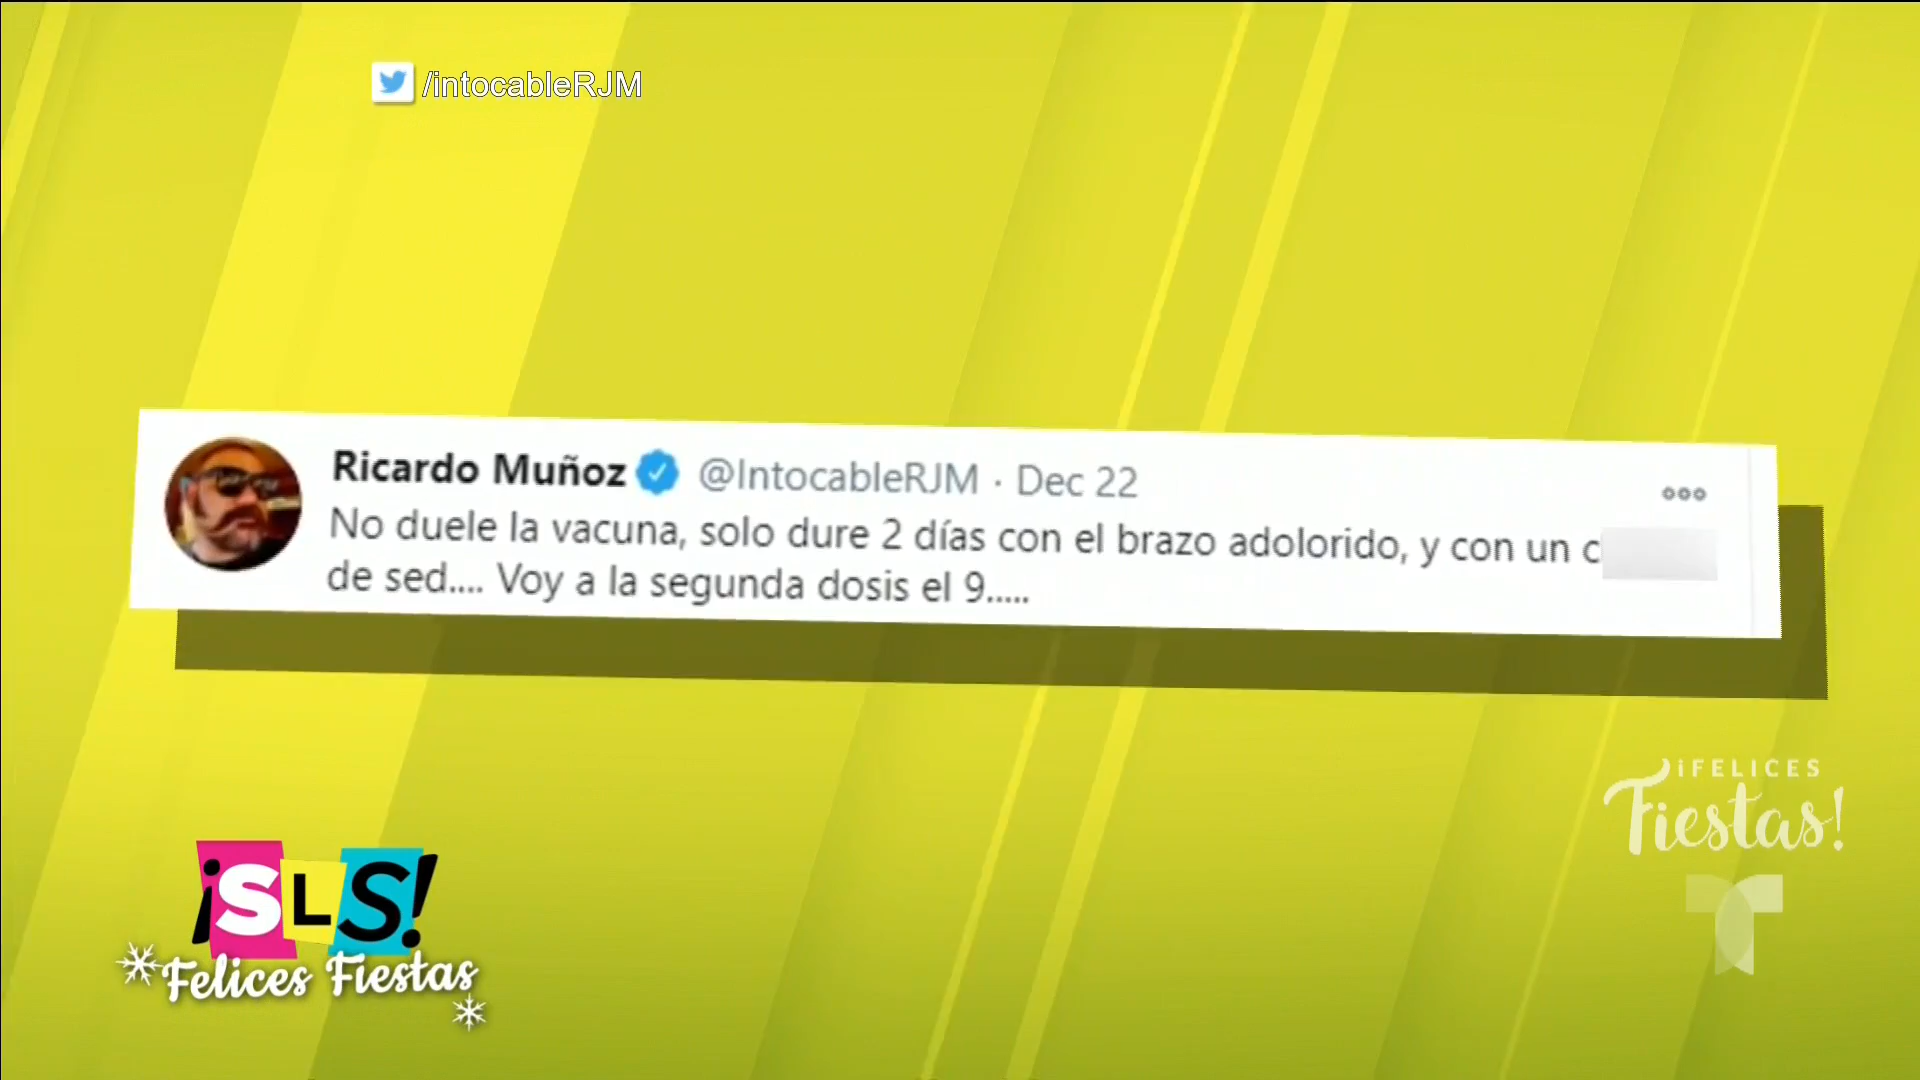 /intocableRJM
Ricardo Muñoz @IntocableRJM · Dec 22
No duele la vacuna, solo dure 2 días con el brazo adolorido, y con un c
de sed.... Voy a la segunda dosis el 9.....
¡FELICES
Fiestas!
¡SLS!
Felices Fiestas